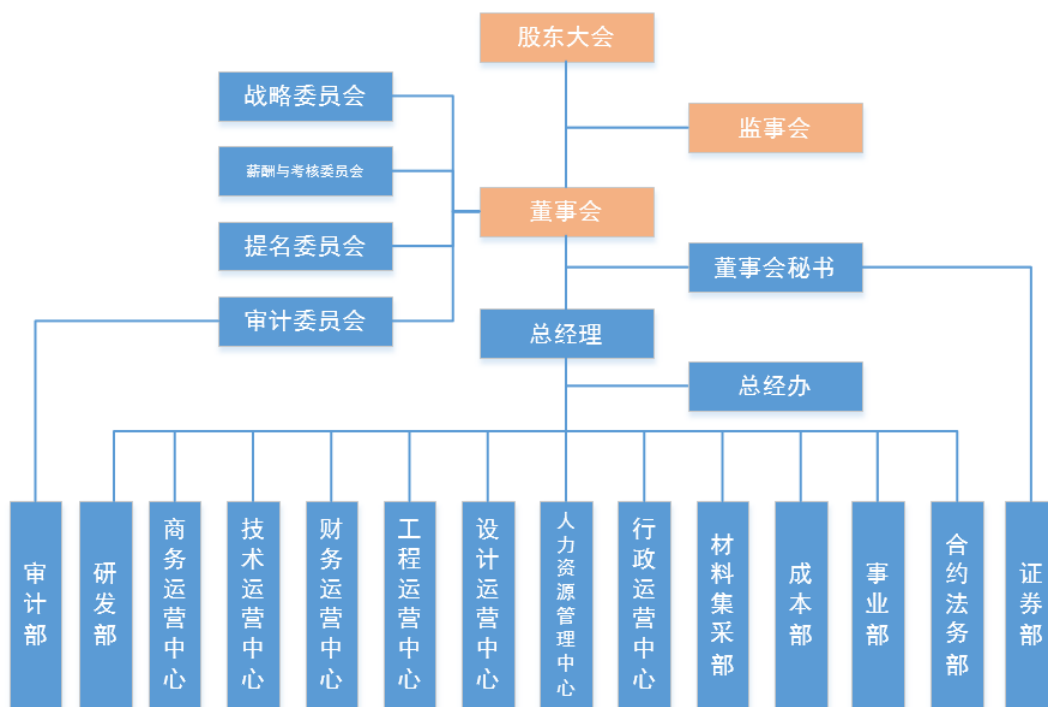 股东大会
战略委员会
监事会
薪酬与考核委员会
董事会
提名委员会
董事会秘书
审计委员会
总经理
总经办
审计部
研发部
商务运营中心
技术运营中心
财务运营中心
工程运营中心
设计运营中心
人力资源管理中心
行政运营中心
材料集采部
成本部
事业部
合约法务部
证券部